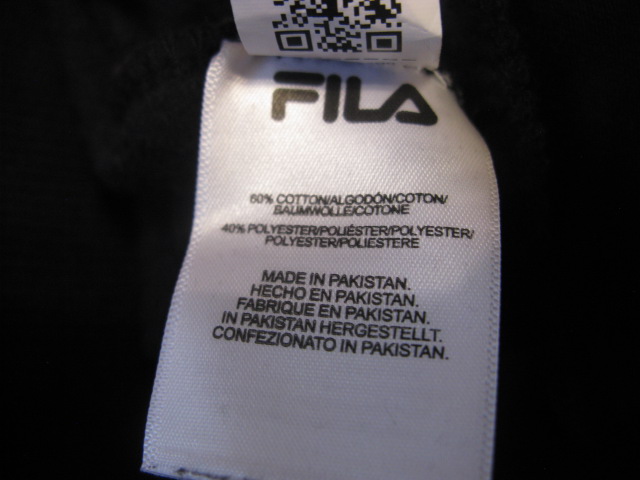 FILA
60% COTTON/ALGODÓN/COTON/
BAUMWOLLE/COTONE
40% POLYESTER/POLIÉSTER/POLYESTER/
POLYESTER/POLIESTERE
MADE IN PAKISTAN.
HECHO EN PAKISTAN.
FABRIQUE EN PAKISTAN.
IN PAKISTAN HERGESTELLT.
CONFEZIONATO IN PAKISTAN.